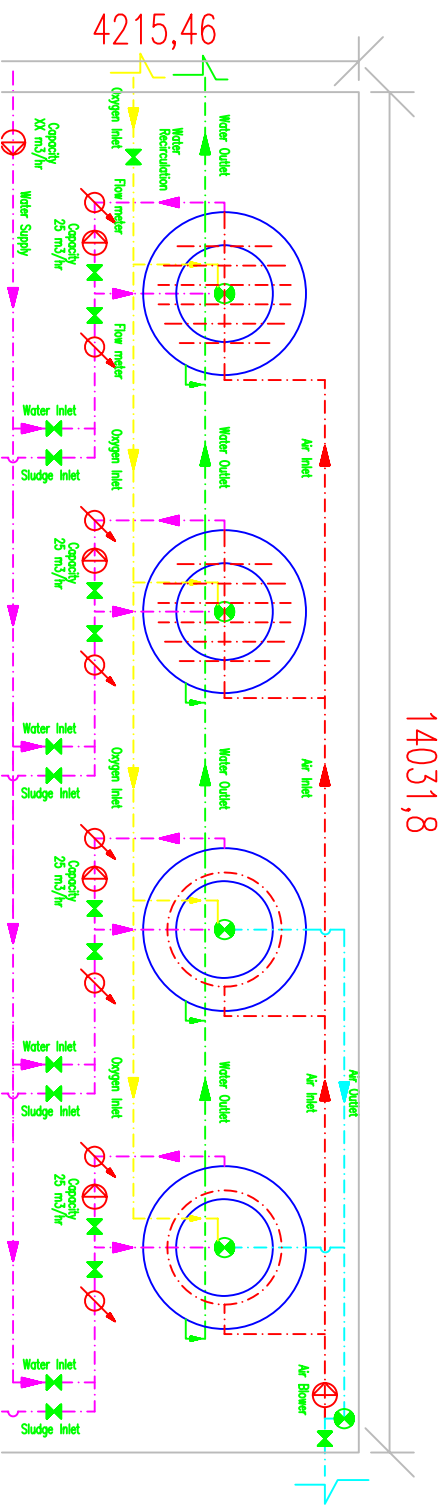 4215,46
14031,8
Oxygen Inlet
Water
Recirculation
Water Outlet
Capacity
XX m3/hr
Water Supply
Flow meter
Capacity
25 m3/hr
Flow meter
Water Inlet
Sludge Inlet
Oxygen Inlet
Water Outlet
Air Inlet
Capacity
25 m3/hr
Water Inlet
Sludge Inlet
Oxygen Inlet
Water Outlet
Air Inlet
Capacity
25 m3/hr
Water Inlet
Sludge Inlet
Oxygen Inlet
Water Outlet
Air Inlet
Air Outlet
Capacity
25 m3/hr
Water Inlet
Sludge Inlet
Air Blower